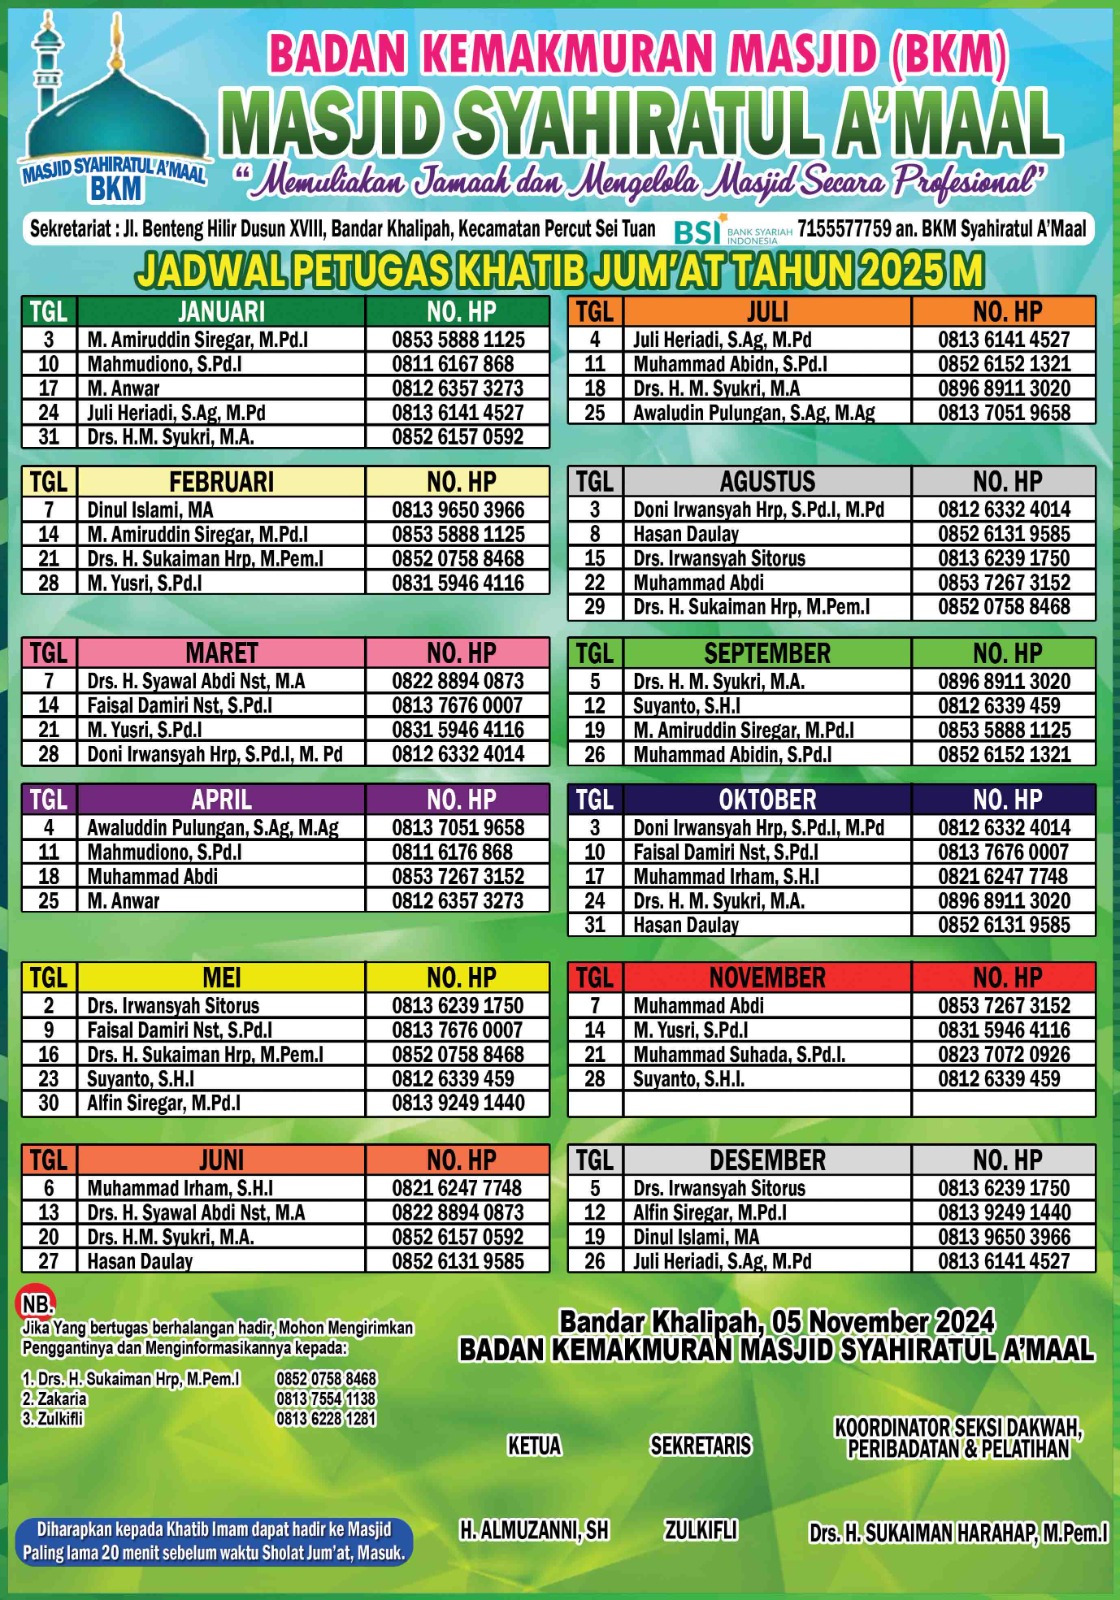 MASJID SYAHIRATUL A'MAAL
BKM
BADAN KEMAKMURAN MASJID (BKM)
MASJID SYAHIRATUL A'MAAL
"Memuliakan Jamaah dan Mengelola Masjid Secara Profesional"
Sekretariat : Jl. Benteng Hilir Dusun XVIII, Bandar Khalipah, Kecamatan Percut Sei Tuan BSI BANK SYARIAH INDONESIA 7155577759 an. BKM Syahiratul A'Maal
JADWAL PETUGAS KHATIB JUM'AT TAHUN 2025 M
TGL JANUARI NO. HP
3 M. Amiruddin Siregar, M.Pd.I 0853 5888 1125
10 Mahmudiono, S.Pd.I 0811 6167 868
17 M. Anwar 0812 6357 3273
24 Juli Heriadi, S.Ag, M.Pd 0813 6141 4527
31 Drs. H.M. Syukri, M.A. 0852 6157 0592
TGL FEBRUARI NO. HP
7 Dinul Islami, MA 0813 9650 3966
14 M. Amiruddin Siregar, M.Pd.I 0853 5888 1125
21 Drs. H. Sukaiman Hrp, M.Pem.I 0852 0758 8468
28 M. Yusri, S.Pd.I 0831 5946 4116
TGL MARET NO. HP
7 Drs. H. Syawal Abdi Nst, M.A 0822 8894 0873
14 Faisal Damiri Nst, S.Pd.I 0813 7676 0007
21 M. Yusri, S.Pd.I 0831 5946 4116
28 Doni Irwansyah Hrp, S.Pd.I, M. Pd 0812 6332 4014
TGL APRIL NO. HP
4 Awaluddin Pulungan, S.Ag, M.Ag 0813 7051 9658
11 Mahmudiono, S.Pd.I 0811 6176 868
18 Muhammad Abdi 0853 7267 3152
25 M. Anwar 0812 6357 3273
TGL MEI NO. HP
2 Drs. Irwansyah Sitorus 0813 6239 1750
9 Faisal Damiri Nst, S.Pd.I 0813 7676 0007
16 Drs. H. Sukaiman Hrp, M.Pem.I 0852 0758 8468
23 Suyanto, S.H.I 0812 6339 459
30 Alfin Siregar, M.Pd.I 0813 9249 1440
TGL JUNI NO. HP
6 Muhammad Irham, S.H.I 0821 6247 7748
13 Drs. H. Syawal Abdi Nst, M.A 0822 8894 0873
20 Drs. H.M. Syukri, M.A. 0852 6157 0592
27 Hasan Daulay 0852 6131 9585
TGL JULI NO. HP
4 Juli Heriadi, S.Ag, M.Pd 0813 6141 4527
11 Muhammad Abidn, S.Pd.I 0852 6152 1321
18 Drs. H. M. Syukri, M.A 0896 8911 3020
25 Awaludin Pulungan, S.Ag, M.Ag 0813 7051 9658
TGL AGUSTUS NO. HP
3 Doni Irwansyah Hrp, S.Pd.I, M.Pd 0812 6332 4014
8 Hasan Daulay 0852 6131 9585
15 Drs. Irwansyah Sitorus 0813 6239 1750
22 Muhammad Abdi 0853 7267 3152
29 Drs. H. Sukaiman Hrp, M.Pem.I 0852 0758 8468
TGL SEPTEMBER NO. HP
5 Drs. H. M. Syukri, M.A. 0896 8911 3020
12 Suyanto, S.H.I 0812 6339 459
19 M. Amiruddin Siregar, M.Pd.I 0853 5888 1125
26 Muhammad Abidin, S.Pd.I 0852 6152 1321
TGL OKTOBER NO. HP
3 Doni Irwansyah Hrp, S.Pd.I, M.Pd 0812 6332 4014
10 Faisal Damiri Nst, S.Pd.I 0813 7676 0007
17 Muhammad Irham, S.H.I 0821 6247 7748
24 Drs. H. M. Syukri, M.A. 0896 8911 3020
31 Hasan Daulay 0852 6131 9585
TGL NOVEMBER NO. HP
7 Muhammad Abdi 0853 7267 3152
14 M. Yusri, S.Pd.I 0831 5946 4116
21 Muhammad Suhada, S.Pd.I. 0823 7072 0926
28 Suyanto, S.H.I. 0812 6339 459
TGL DESEMBER NO. HP
5 Drs. Irwansyah Sitorus 0813 6239 1750
12 Alfin Siregar, M.Pd.I 0813 9249 1440
19 Dinul Islami, MA 0813 9650 3966
26 Juli Heriadi, S.Ag, M.Pd 0813 6141 4527
NB.
Jika Yang bertugas berhalangan hadir, Mohon Mengirimkan
Penggantinya dan Menginformasikannya kepada:
1. Drs. H. Sukaiman Hrp, M.Pem.I 0852 0758 8468
2. Zakaria 0813 7554 1138
3. Zulkifli 0813 6228 1281
Diharapkan kepada Khatib Imam dapat hadir ke Masjid
Paling lama 20 menit sebelum waktu Sholat Jum'at, Masuk.
Bandar Khalipah, 05 November 2024
BADAN KEMAKMURAN MASJID SYAHIRATUL A'MAAL
KETUA SEKRETARIS KOORDINATOR SEKSI DAKWAH,
PERIBADATAN & PELATIHAN
H. ALMUZANNI, SH ZULKIFLI Drs. H. SUKAIMAN HARAHAP, M.Pem.I